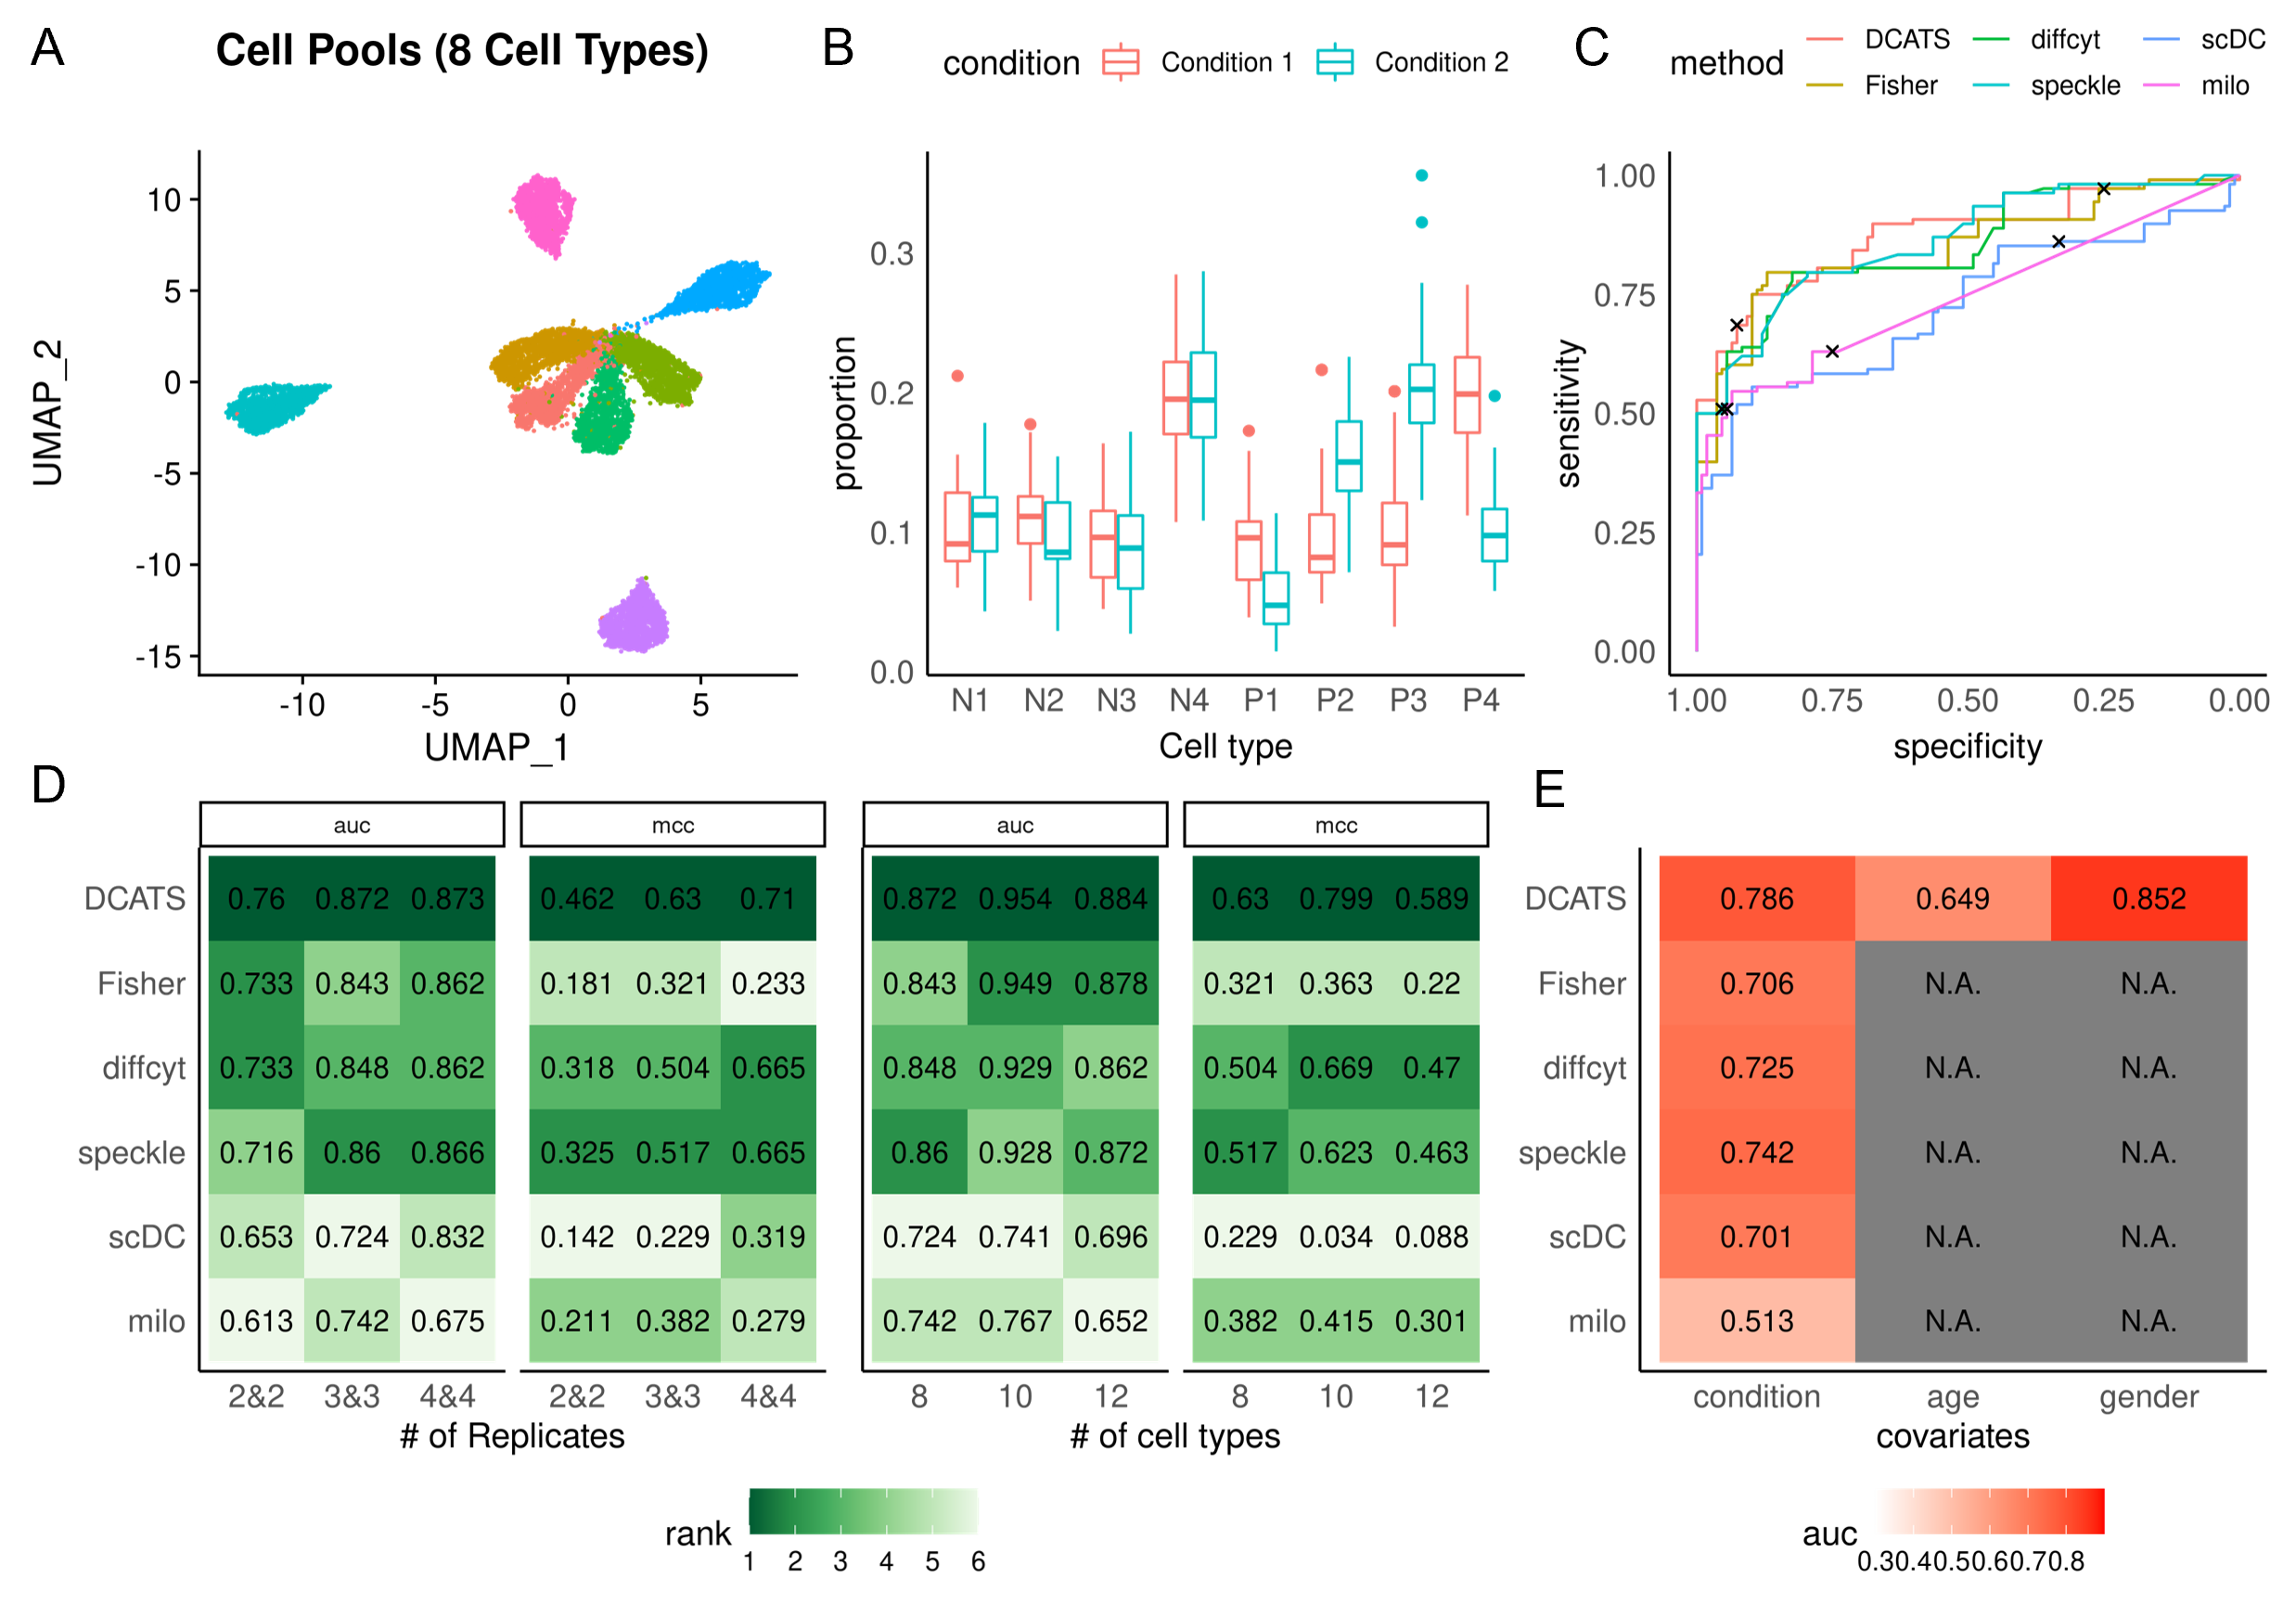 A
Cell Pools (8 Cell Types)
10
5
0
-5
-10
-15
UMAP_2
-10 -5 0 5
UMAP_1
B
condition Condition 1 Condition 2
0.3
0.2
0.1
0.0
proportion
N1 N2 N3 N4 P1 P2 P3 P4
Cell type
C
method DCATS diffcyt scDC
Fisher speckle milo
1.00
0.75
0.50
0.25
0.00
sensitivity
1.00 0.75 0.50 0.25 0.00
specificity
D
auc mcc auc mcc
DCATS 0.76 0.872 0.873 0.462 0.63 0.71 0.872 0.954 0.884 0.63 0.799 0.589
Fisher 0.733 0.843 0.862 0.181 0.321 0.233 0.843 0.949 0.878 0.321 0.363 0.22
diffcyt 0.733 0.848 0.862 0.318 0.504 0.665 0.848 0.929 0.862 0.504 0.669 0.47
speckle 0.716 0.86 0.866 0.325 0.517 0.665 0.86 0.928 0.872 0.517 0.623 0.463
scDC 0.653 0.724 0.832 0.142 0.229 0.319 0.724 0.741 0.696 0.229 0.034 0.088
milo 0.613 0.742 0.675 0.211 0.382 0.279 0.742 0.767 0.652 0.382 0.415 0.301
2&2 3&3 4&4 2&2 3&3 4&4 8 10 12 8 10 12
# of Replicates # of cell types
rank
1 2 3 4 5 6
E
DCATS 0.786 0.649 0.852
Fisher 0.706 N.A. N.A.
diffcyt 0.725 N.A. N.A.
speckle 0.742 N.A. N.A.
scDC 0.701 N.A. N.A.
milo 0.513 N.A. N.A.
condition age gender
covariates
auc
0.30.40.50.60.70.8